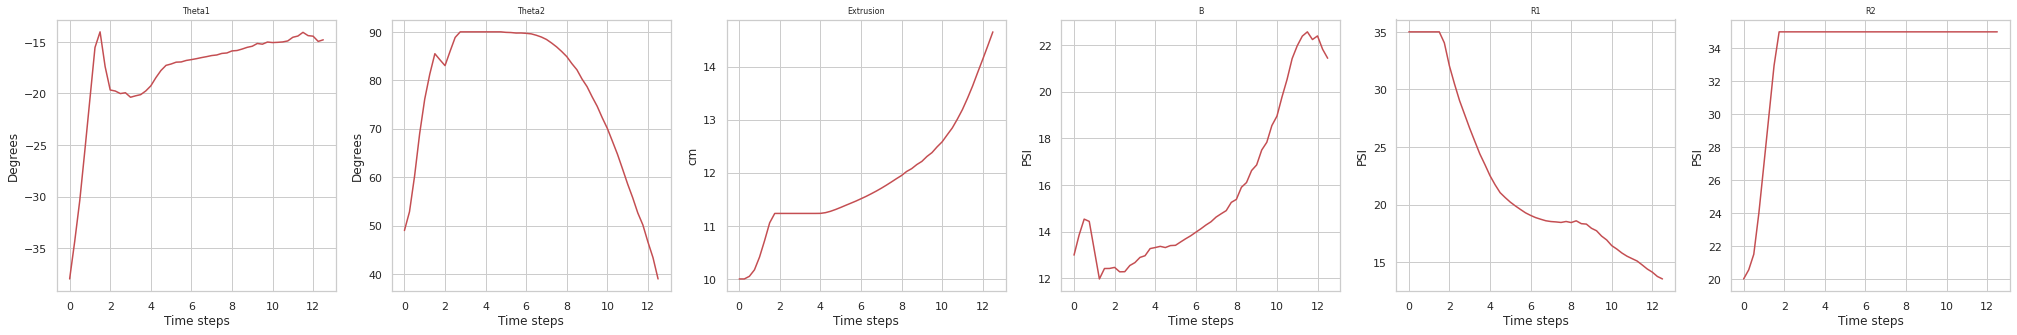 Theta1
Degrees
−15
−20
−25
−30
−35
0 2 4 6 8 10 12
Time steps
Theta2
Degrees
90
80
70
60
50
40
0 2 4 6 8 10 12
Time steps
Extrusion
cm
14
13
12
11
10
0 2 4 6 8 10 12
Time steps
B
PSI
22
20
18
16
14
12
0 2 4 6 8 10 12
Time steps
R1
PSI
35
30
25
20
15
0 2 4 6 8 10 12
Time steps
R2
PSI
34
32
30
28
26
24
22
20
0 2 4 6 8 10 12
Time steps